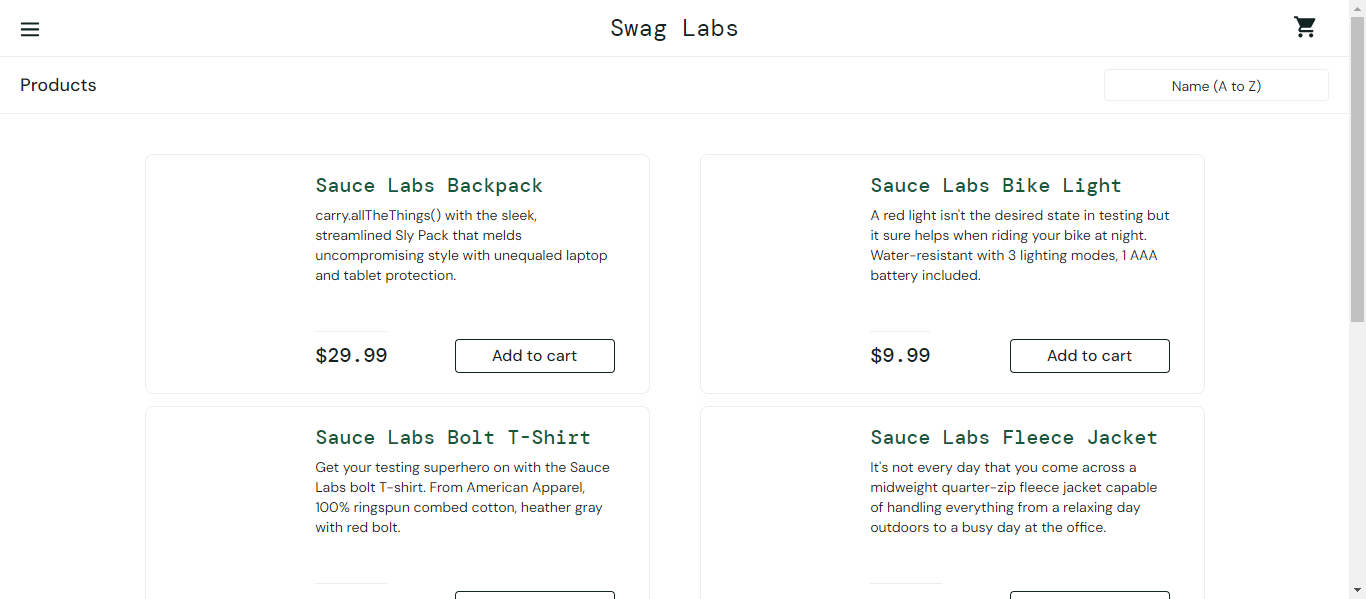 Swag Labs
Products
Name (A to Z)
Sauce Labs Backpack
carry.allTheThings() with the sleek,
streamlined Sly Pack that melds
uncompromising style with unequaled laptop
and tablet protection.
$29.99
Add to cart
Sauce Labs Bike Light
A red light isn't the desired state in testing but
it sure helps when riding your bike at night.
Water-resistant with 3 lighting modes, 1 AAA
battery included.
$9.99
Add to cart
Sauce Labs Bolt T-Shirt
Get your testing superhero on with the Sauce
Labs bolt T-shirt. From American Apparel,
100% ringspun combed cotton, heather gray
with red bolt.
Sauce Labs Fleece Jacket
It's not every day that you come across a
midweight quarter-zip fleece jacket capable
of handling everything from a relaxing day
outdoors to a busy day at the office.